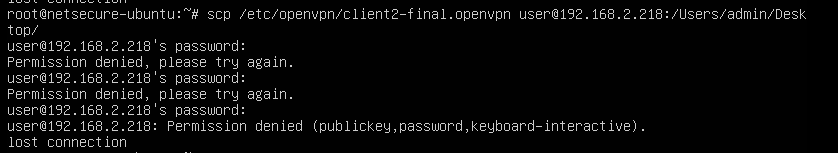 lost connection
root@netsecure-ubuntu:~# scp /etc/openvpn/client2-final.openvpn user@192.168.2.218:/Users/admin/Desk
top/
user@192.168.2.218's password:
Permission denied, please try again.
user@192.168.2.218's password:
Permission denied, please try again.
user@192.168.2.218's password:
user@192.168.2.218: Permission denied (publickey,password,keyboard-interactive).
lost connection